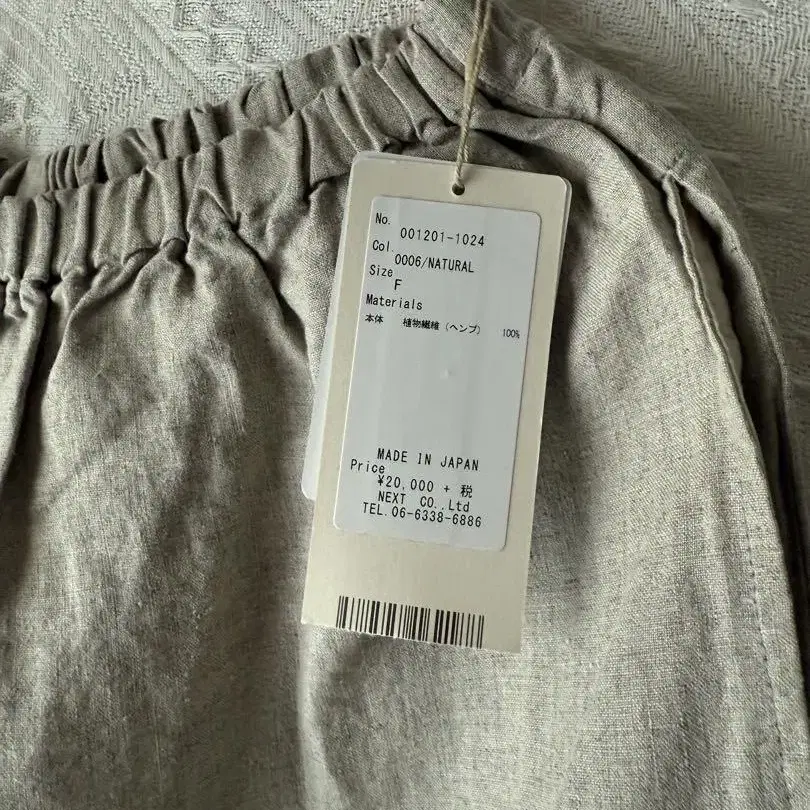 No. 001201-1024
Col. 0006/NATURAL
Size F
Materials
本体 植物繊維 (ヘンプ) 100%
MADE IN JAPAN
Price
¥20,000 + 税
NEXT CO.,Ltd
TEL.06-6338-6886